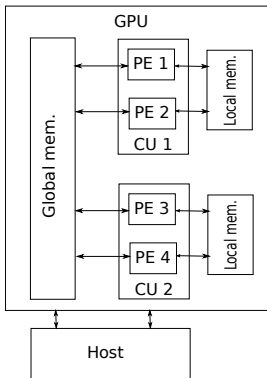 GPU
Global mem.
PE 1
PE 2
CU 1
Local mem.
PE 3
PE 4
CU 2
Local mem.
Host